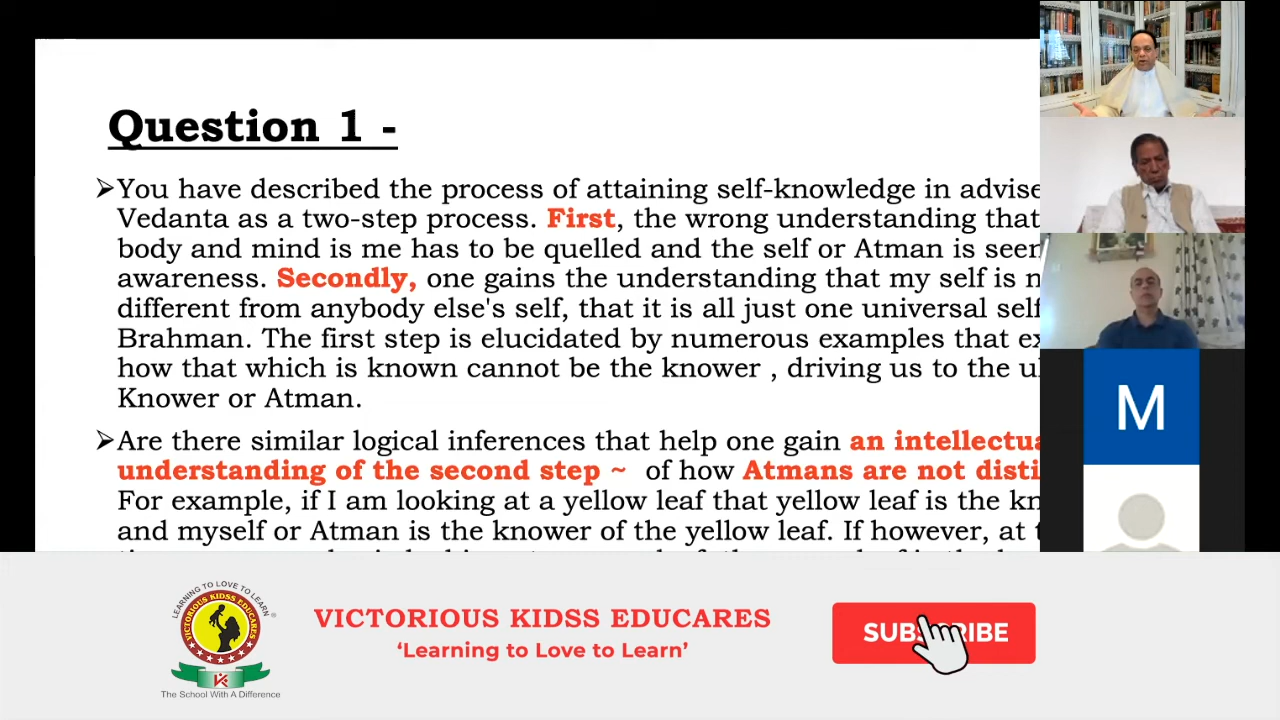 Question 1 -
➢You have described the process of attaining self-knowledge in advise
Vedanta as a two-step process. First, the wrong understanding that
body and mind is me has to be quelled and the self or Atman is seen
awareness. Secondly, one gains the understanding that my self is n
different from anybody else's self, that it is all just one universal self
Brahman. The first step is elucidated by numerous examples that ex
how that which is known cannot be the knower , driving us to the ul
Knower or Atman.
➢Are there similar logical inferences that help one gain an intellectua
understanding of the second step ~ of how Atmans are not disti
For example, if I am looking at a yellow leaf that yellow leaf is the kn
and myself or Atman is the knower of the yellow leaf. If however, at t
M
LEARNING TO LOVE TO LEARN
VICTORIOUS KIDSS EDUCARES
The School With A Difference
VICTORIOUS KIDSS EDUCARES
‘Learning to Love to Learn’
SUBSCRIBE